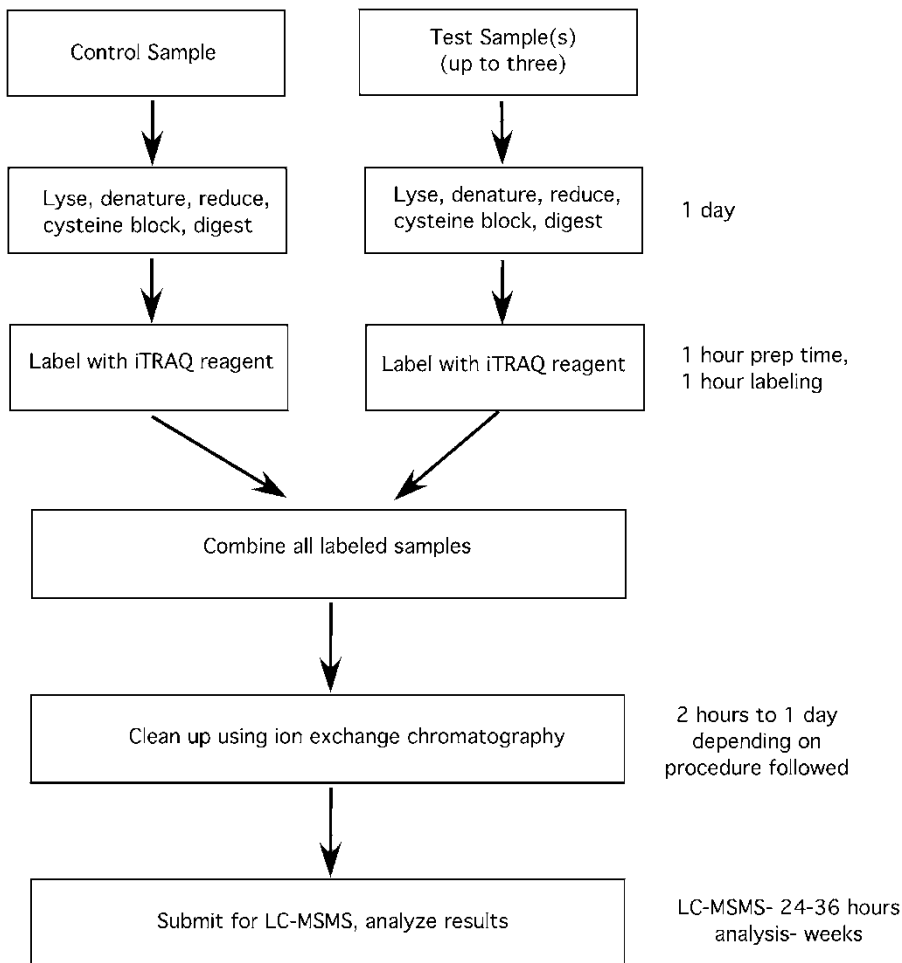 Control Sample
Test Sample(s)
(up to three)
Lyse, denature, reduce,
cysteine block, digest
Lyse, denature, reduce,
cysteine block, digest
1 day
Label with iTRAQ reagent
Label with iTRAQ reagent
1 hour prep time,
1 hour labeling
Combine all labeled samples
Clean up using ion exchange chromatography
2 hours to 1 day
depending on
procedure followed
Submit for LC-MSMS, analyze results
LC-MSMS- 24-36 hours
analysis- weeks